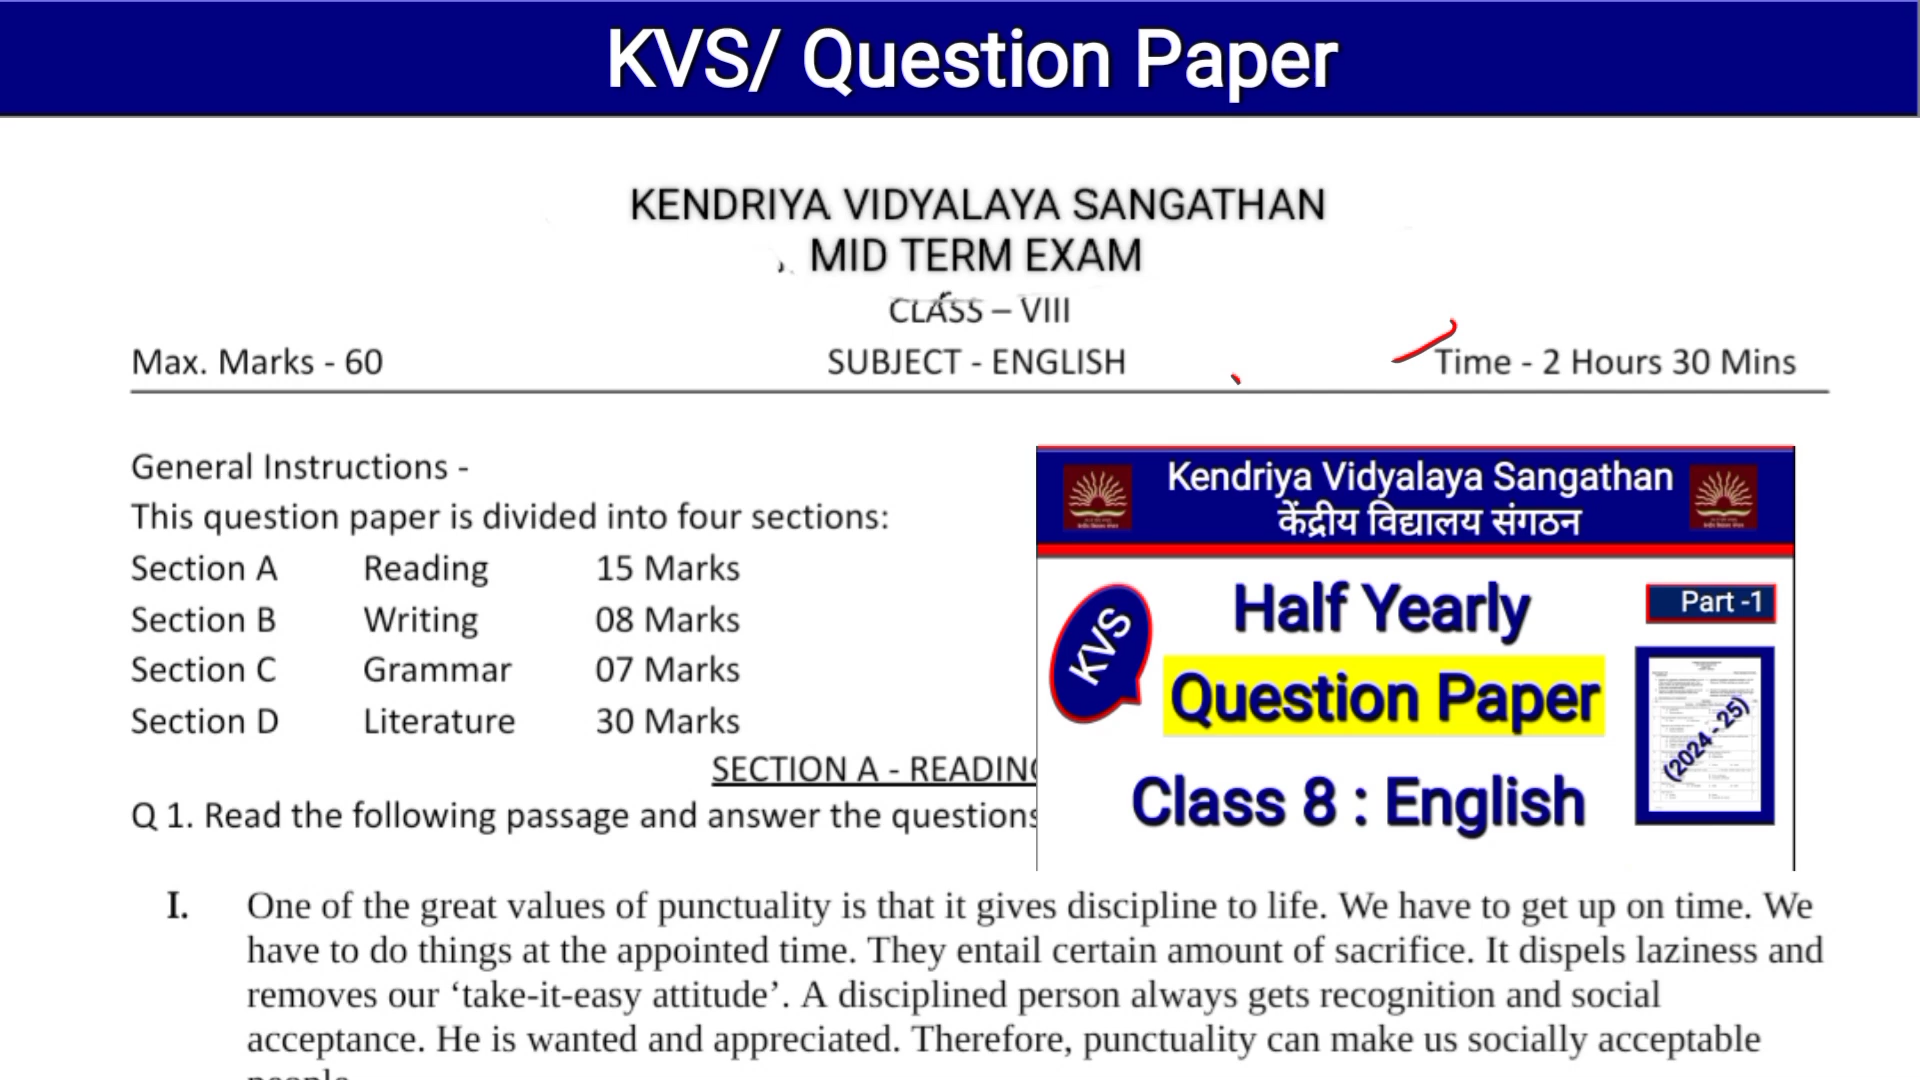 KVS/ Question Paper
KENDRIYA VIDYALAYA SANGATHAN
MID TERM EXAM
CLASS – VIII
Max. Marks - 60 SUBJECT - ENGLISH Time - 2 Hours 30 Mins
General Instructions -
This question paper is divided into four sections:
Section A Reading 15 Marks
Section B Writing 08 Marks
Section C Grammar 07 Marks
Section D Literature 30 Marks
SECTION A - READING
Q 1. Read the following passage and answer the questions
Kendriya Vidyalaya Sangathan
केंद्रीय विद्यालय संगठन
KVS
Half Yearly
Part -1
Question Paper
(2024 - 25)
Class 8 : English
I. One of the great values of punctuality is that it gives discipline to life. We have to get up on time. We
have to do things at the appointed time. They entail certain amount of sacrifice. It dispels laziness and
removes our ‘take-it-easy attitude’. A disciplined person always gets recognition and social
acceptance. He is wanted and appreciated. Therefore, punctuality can make us socially acceptable